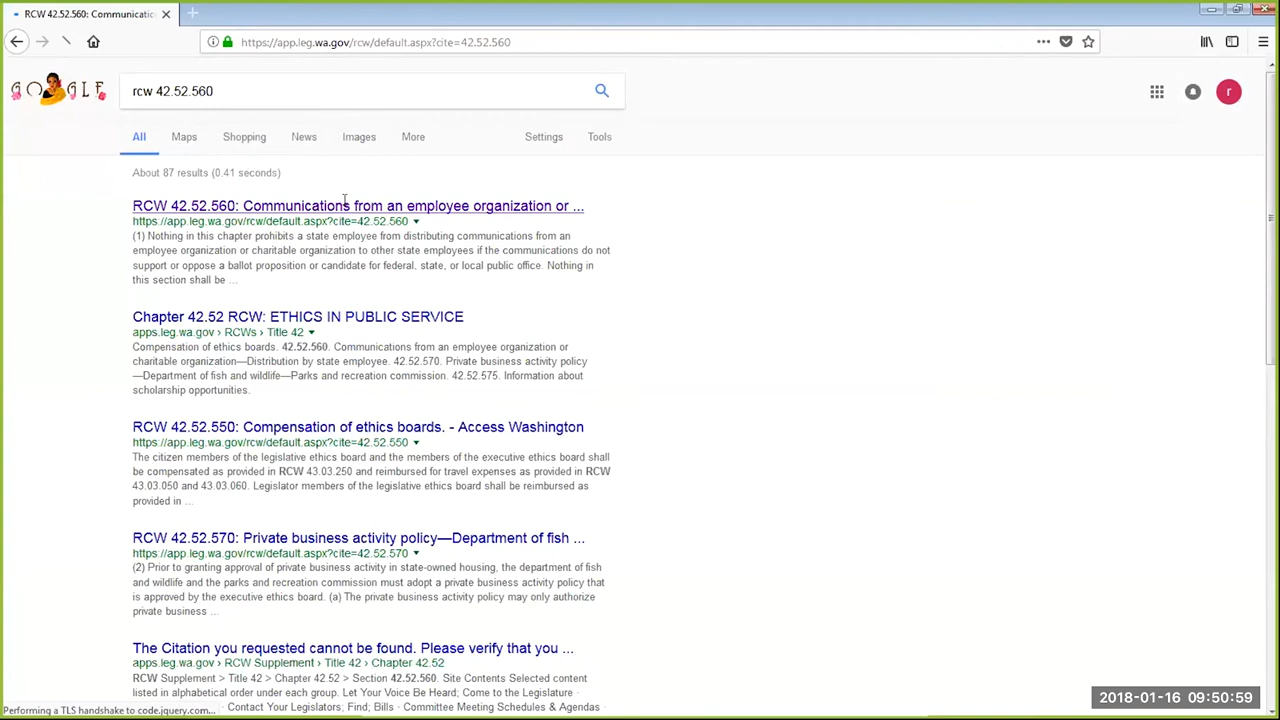 RCW 42.52.560: Communicatio
https://app.leg.wa.gov/rcw/default.aspx?cite=42.52.560
GOOGLE
rcw 42.52.560
r
All Maps Shopping News Images More Settings Tools
About 87 results (0.41 seconds)
RCW 42.52.560: Communications from an employee organization or ...
https://app.leg.wa.gov/rcw/default.aspx?cite=42.52.560
(1) Nothing in this chapter prohibits a state employee from distributing communications from an
employee organization or charitable organization to other state employees if the communications do not
support or oppose a ballot proposition or candidate for federal, state, or local public office. Nothing in
this section shall be ...
Chapter 42.52 RCW: ETHICS IN PUBLIC SERVICE
apps.leg.wa.gov › RCWs › Title 42
Compensation of ethics boards. 42.52.560. Communications from an employee organization or
charitable organization—Distribution by state employee. 42.52.570. Private business activity policy
—Department of fish and wildlife—Parks and recreation commission. 42.52.575. Information about
scholarship opportunities.
RCW 42.52.550: Compensation of ethics boards. - Access Washington
https://app.leg.wa.gov/rcw/default.aspx?cite=42.52.550
The citizen members of the legislative ethics board and the members of the executive ethics board shall
be compensated as provided in RCW 43.03.250 and reimbursed for travel expenses as provided in RCW
43.03.050 and 43.03.060. Legislator members of the legislative ethics board shall be reimbursed as
provided in ...
RCW 42.52.570: Private business activity policy—Department of fish ...
https://app.leg.wa.gov/rcw/default.aspx?cite=42.52.570
(2) Prior to granting approval of private business activity in state-owned housing, the department of fish
and wildlife and the parks and recreation commission must adopt a private business activity policy that
is approved by the executive ethics board. (a) The private business activity policy may only authorize
private business ...
The Citation you requested cannot be found. Please verify that you ...
apps.leg.wa.gov › RCW Supplement › Title 42 › Chapter 42.52
RCW Supplement > Title 42 > Chapter 42.52 > Section 42.52.560. Site Contents Selected content
listed in alphabetical order under each group. Let Your Voice Be Heard; Come to the Legislature ·
· Contact Your Legislators; Find; Bills · Committee Meeting Schedules & Agendas
Performing a TLS handshake to code.jquery.com...
2018-01-16 09:50:59